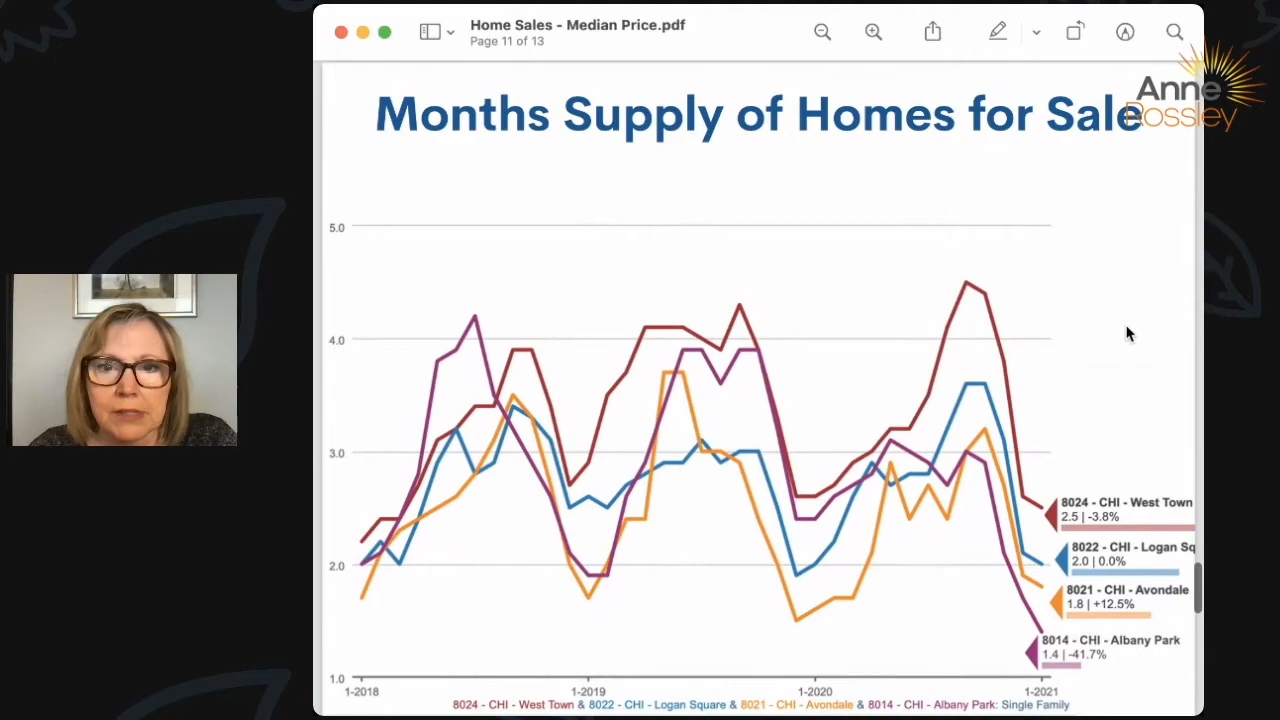 Home Sales - Median Price.pdf
Page 11 of 13
Anne
Rossley
Months Supply of Homes for Sale
5.0
4.0
3.0
2.0
1.0
8024 - CHI - West Town
2.5 | -3.8%
8022 - CHI - Logan Sq
2.0 | 0.0%
8021 - CHI - Avondale
1.8 | +12.5%
8014 - CHI - Albany Park
1.4 | -41.7%
1-2018 1-2019 1-2020 1-2021
8024 - CHI - West Town & 8022 - CHI - Logan Square & 8021 - CHI - Avondale & 8014 - CHI - Albany Park: Single Family